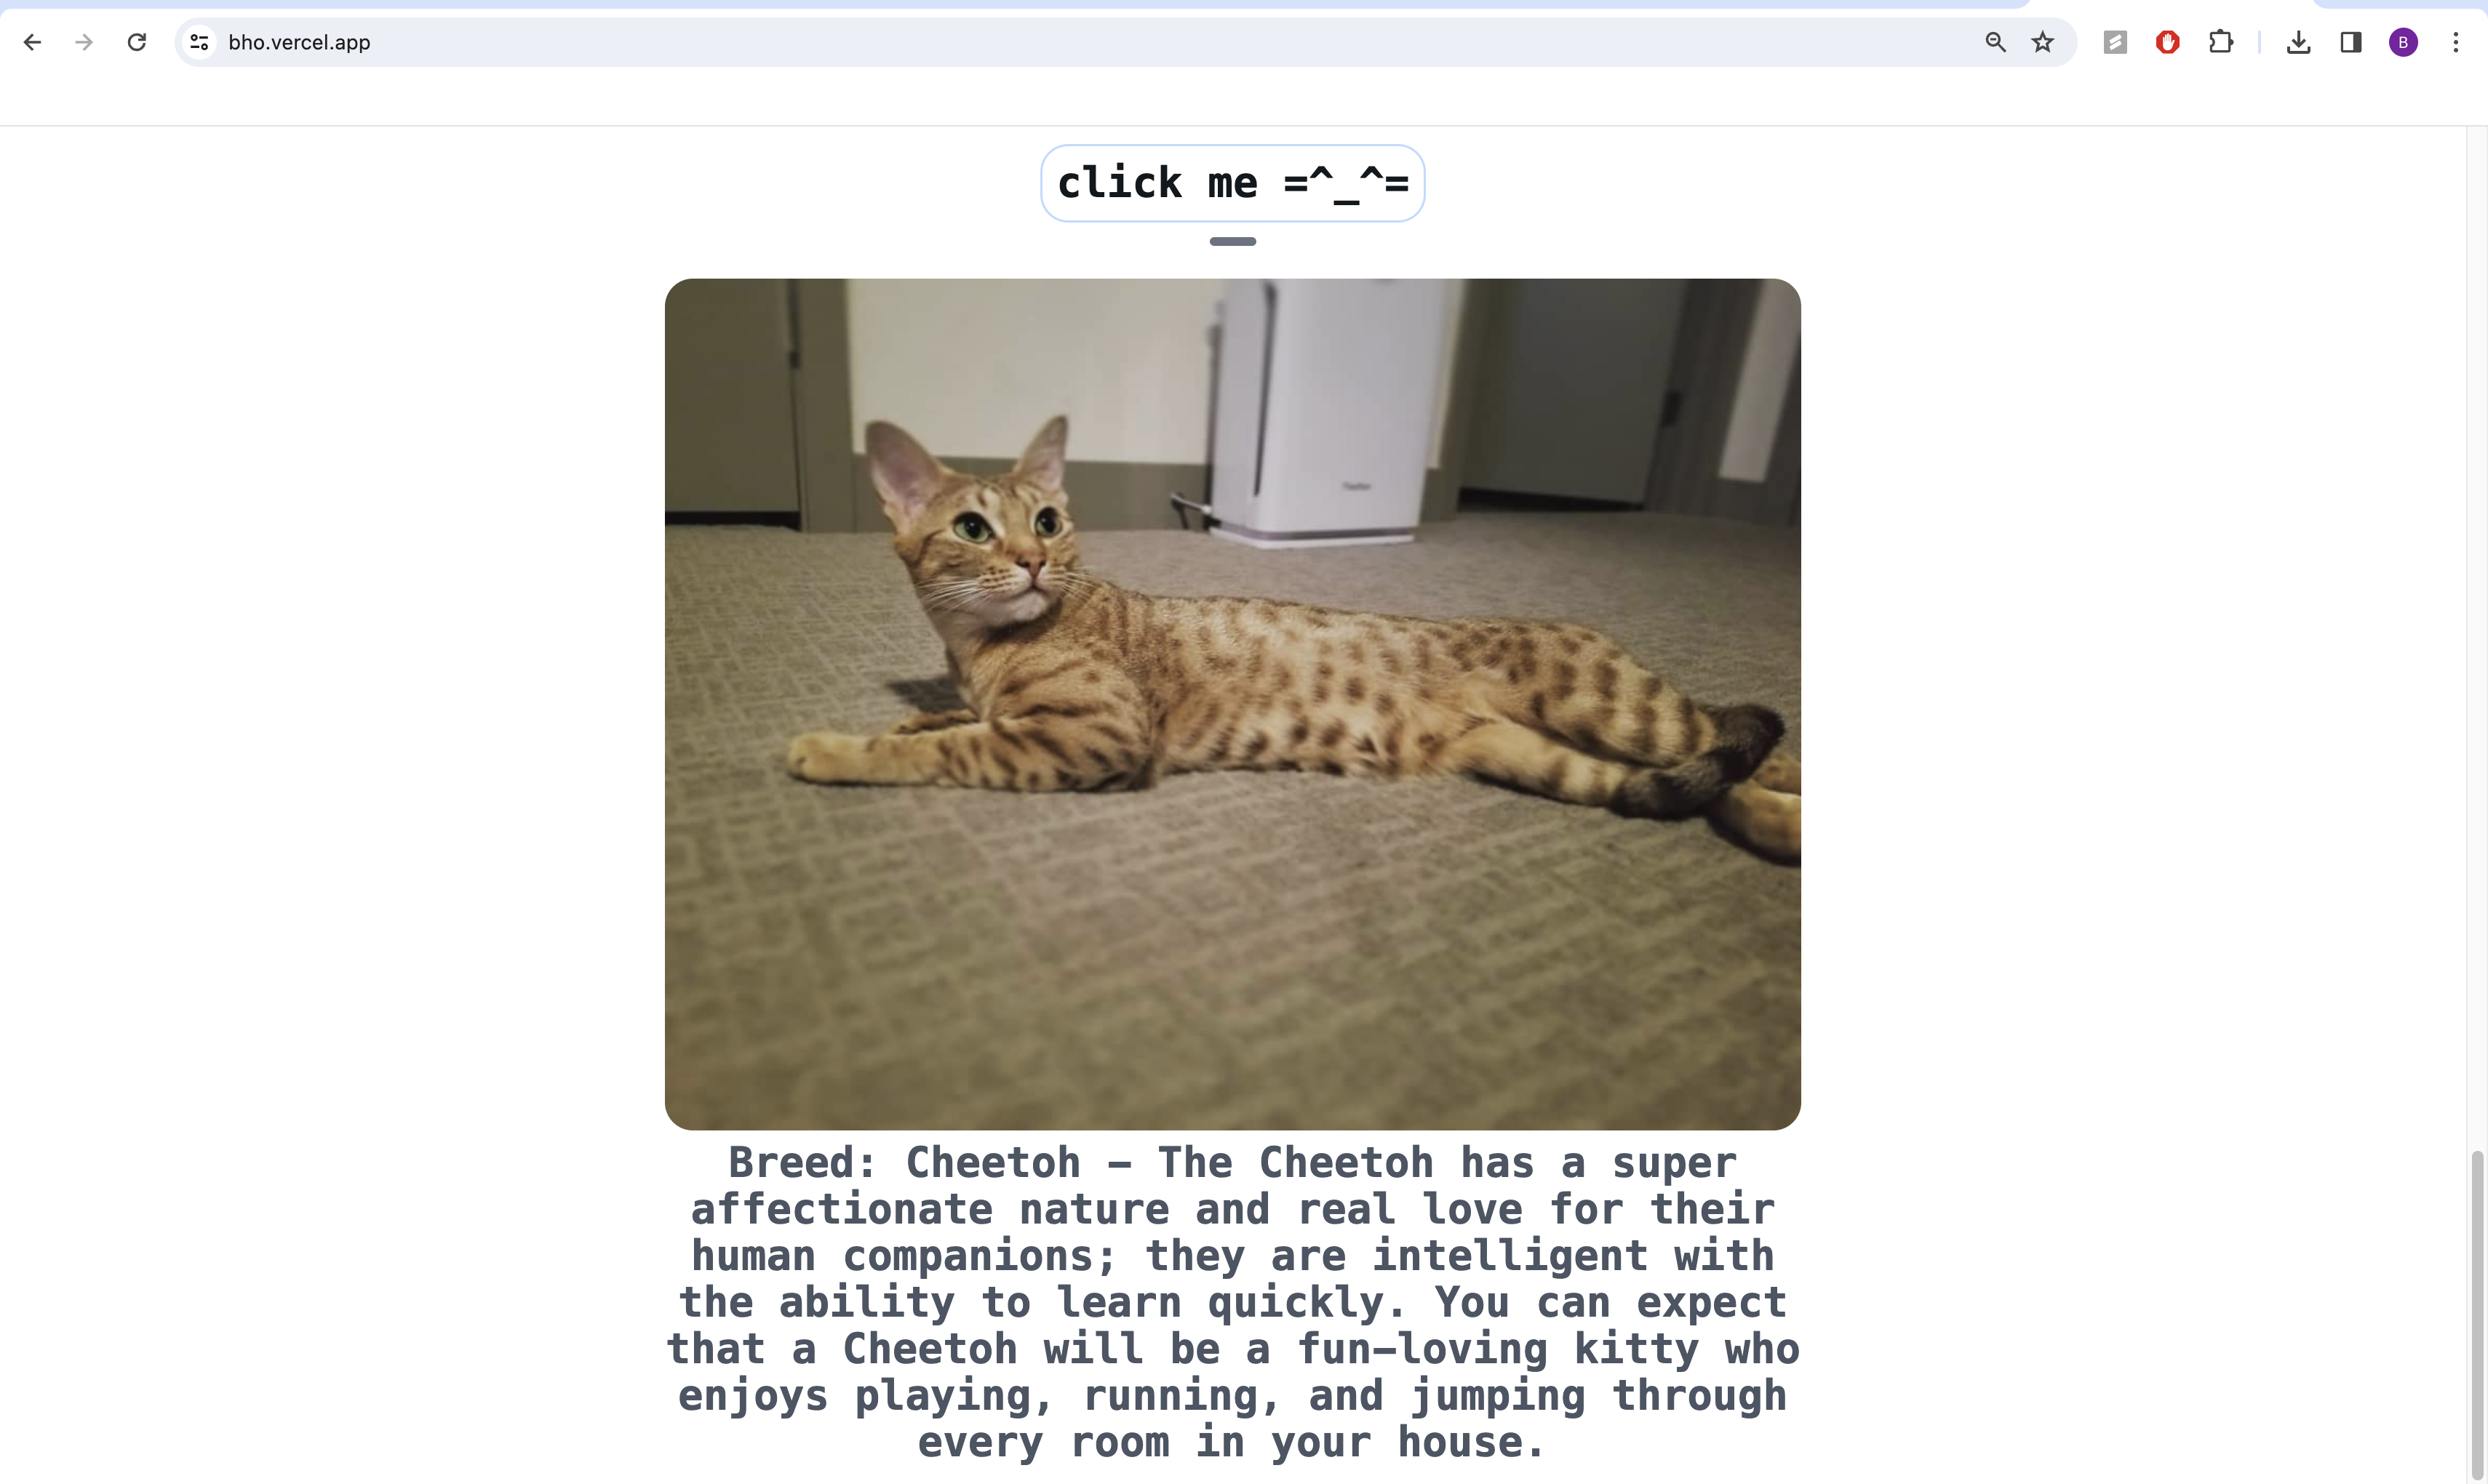 bho.vercel.app
B
click me =^_^=
Breed: Cheetoh – The Cheetoh has a super
affectionate nature and real love for their
human companions; they are intelligent with
the ability to learn quickly. You can expect
that a Cheetoh will be a fun–loving kitty who
enjoys playing, running, and jumping through
every room in your house.